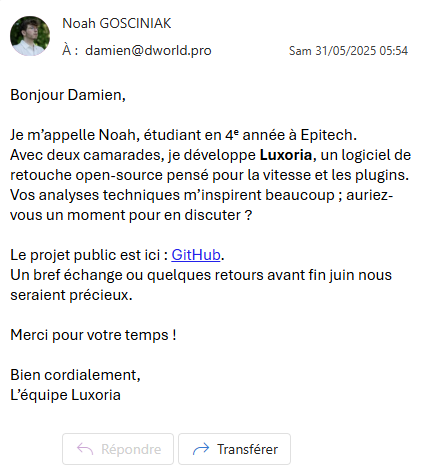 Noah GOSCINIAK
À : damien@dworld.pro
Sam 31/05/2025 05:54
Bonjour Damien,
Je m’appelle Noah, étudiant en 4ᵉ année à Epitech.
Avec deux camarades, je développe Luxoria, un logiciel de
retouche open-source pensé pour la vitesse et les plugins.
Vos analyses techniques m’inspirent beaucoup ; auriez-
vous un moment pour en discuter ?
Le projet public est ici : GitHub.
Un bref échange ou quelques retours avant fin juin nous
seraient précieux.
Merci pour votre temps !
Bien cordialement,
L’équipe Luxoria
Répondre
Transférer